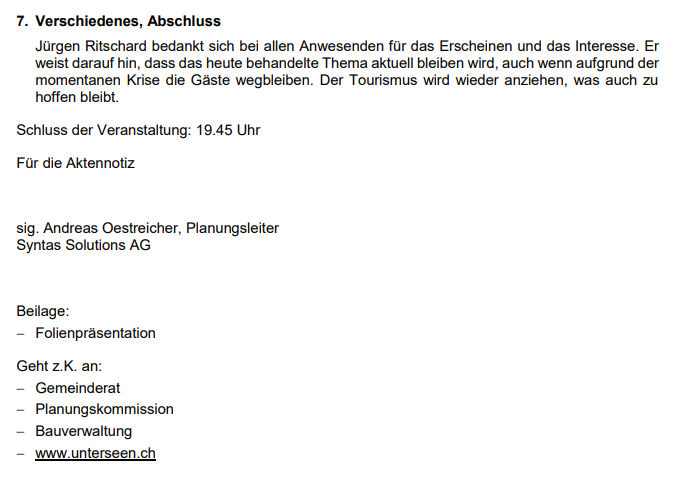 7. Verschiedenes, Abschluss
Jürgen Ritschard bedankt sich bei allen Anwesenden für das Erscheinen und das Interesse. Er
weist darauf hin, dass das heute behandelte Thema aktuell bleiben wird, auch wenn aufgrund der
momentanen Krise die Gäste wegbleiben. Der Tourismus wird wieder anziehen, was auch zu
hoffen bleibt.
Schluss der Veranstaltung: 19.45 Uhr
Für die Aktennotiz
sig. Andreas Oestreicher, Planungsleiter
Syntas Solutions AG
Beilage:
– Folienpräsentation
Geht z.K. an:
– Gemeinderat
– Planungskommission
– Bauverwaltung
– www.unterseen.ch